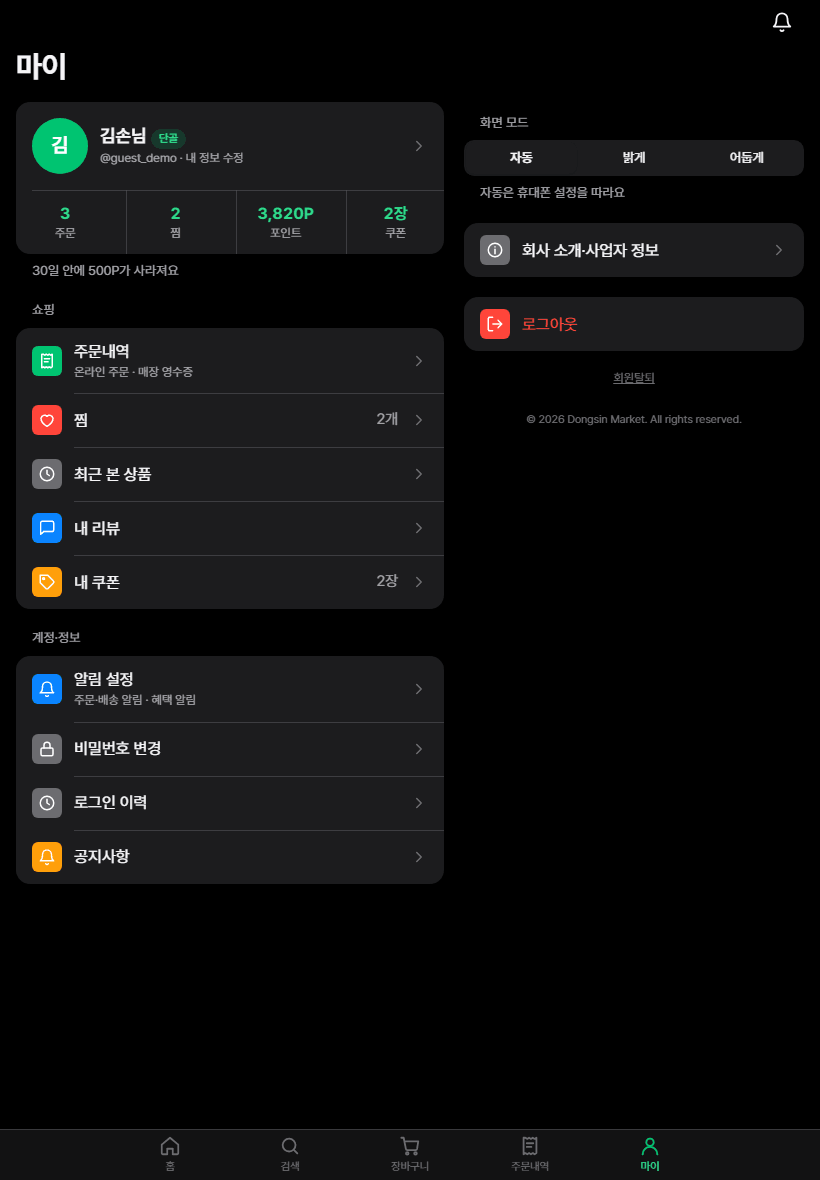 마이
김
김손님 단골
@guest_demo · 내 정보 수정
3
주문
2
찜
3,820P
포인트
2장
쿠폰
30일 안에 500P가 사라져요
쇼핑
주문내역
온라인 주문 · 매장 영수증
찜 2개
최근 본 상품
내 리뷰
내 쿠폰 2장
계정·정보
알림 설정
주문·배송 알림 · 혜택 알림
비밀번호 변경
로그인 이력
공지사항
화면 모드
자동 밝게 어둡게
자동은 휴대폰 설정을 따라요
회사 소개·사업자 정보
로그아웃
회원탈퇴
© 2026 Dongsin Market. All rights reserved.
홈 검색 장바구니 주문내역 마이